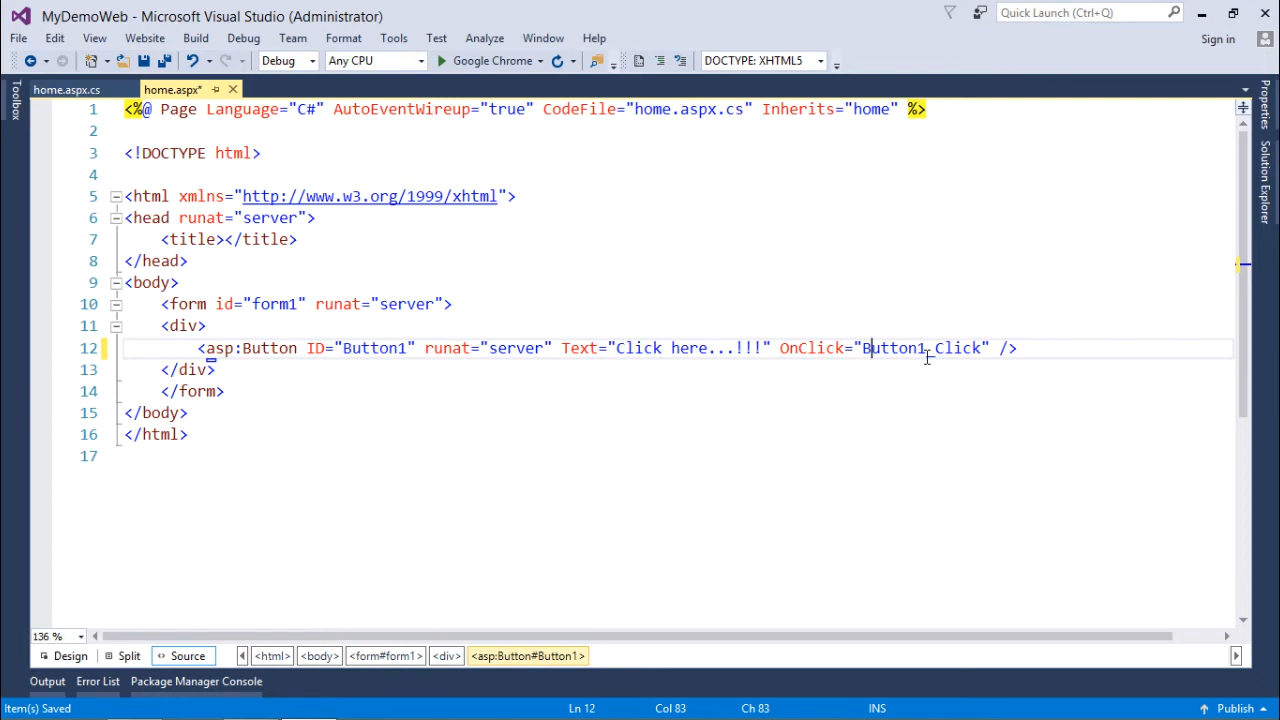 MyDemoWeb - Microsoft Visual Studio (Administrator)
Quick Launch (Ctrl+Q)
File Edit View Website Build Debug Team Format Tools Test Analyze Window Help
Sign in
Debug Any CPU Google Chrome DOCTYPE: XHTML5
Toolbox
home.aspx.cs home.aspx*
Properties
Solution Explorer
1 <%@ Page Language="C#" AutoEventWireup="true" CodeFile="home.aspx.cs" Inherits="home" %>
2
3 <!DOCTYPE html>
4
5 <html xmlns="http://www.w3.org/1999/xhtml">
6 <head runat="server">
7 <title></title>
8 </head>
9 <body>
10 <form id="form1" runat="server">
11 <div>
12 <asp:Button ID="Button1" runat="server" Text="Click here...!!!" OnClick="Button1_Click" />
13 </div>
14 </form>
15 </body>
16 </html>
17
136 %
Design Split Source <html> <body> <form#form1> <div> <asp:Button#Button1>
Output Error List Package Manager Console
Item(s) Saved Ln 12 Col 83 Ch 83 INS Publish